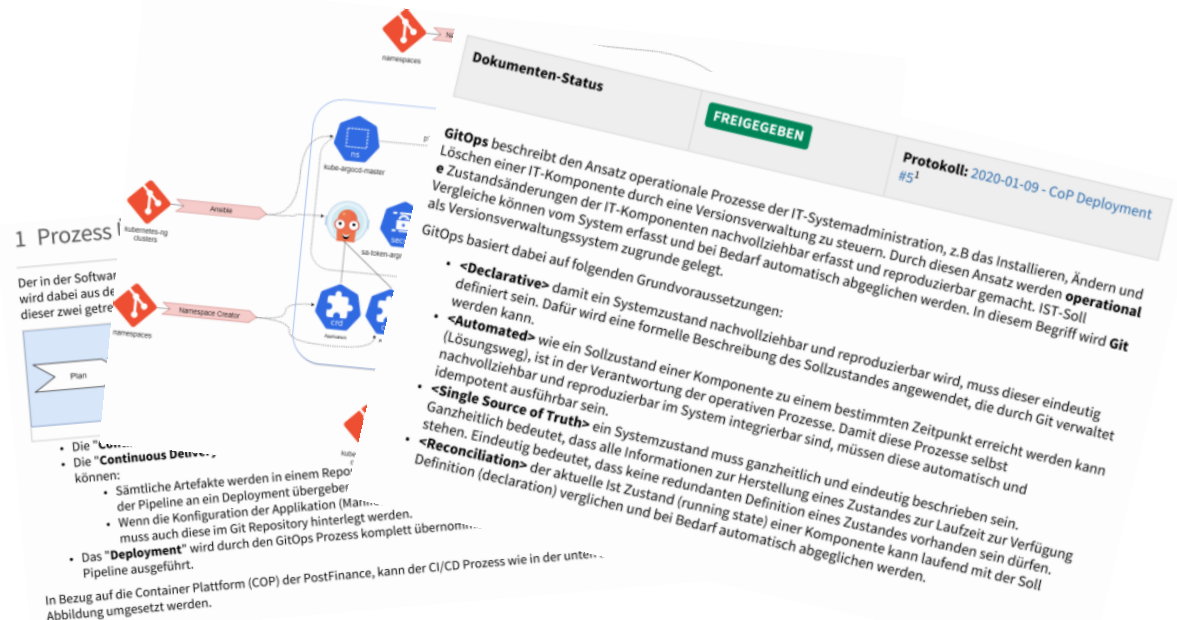 namespaces
Dokumenten-Status
FREIGEGEBEN
Protokoll: 2020-01-09 - CoP Deployment
#5¹
GitOps beschreibt den Ansatz operationale Prozesse der IT-Systemadministration, z.B das Installieren, Ändern und
Löschen einer IT-Komponente durch eine Versionsverwaltung zu steuern. Durch diesen Ansatz werden operational
e Zustandsänderungen der IT-Komponenten nachvollziehbar erfasst und reproduzierbar gemacht. IST-Soll
Vergleiche können vom System erfasst und bei Bedarf automatisch abgeglichen werden. In diesem Begriff wird Git
als Versionsverwaltungssystem zugrunde gelegt.
GitOps basiert dabei auf folgenden Grundvoraussetzungen:
• <Declarative> damit ein Systemzustand nachvollziehbar und reproduzierbar wird, muss dieser eindeutig
definiert sein. Dafür wird eine formelle Beschreibung des Sollzustandes angewendet, die durch Git verwaltet
werden kann.
• <Automated> wie ein Sollzustand einer Komponente zu einem bestimmten Zeitpunkt erreicht werden kann
(Lösungsweg), ist in der Verantwortung der operativen Prozesse. Damit diese Prozesse selbst
nachvollziehbar und reproduzierbar im System integrierbar sind, müssen diese automatisch und
idempotent ausführbar sein.
• <Single Source of Truth> ein Systemzustand muss ganzheitlich und eindeutig beschrieben sein.
Ganzheitlich bedeutet, dass alle Informationen zur Herstellung eines Zustandes zur Laufzeit zur Verfügung
stehen. Eindeutig bedeutet, dass keine redundanten Definition eines Zustandes vorhanden sein dürfen.
• <Reconciliation> der aktuelle Ist Zustand (running state) einer Komponente kann laufend mit der Soll
Definition (declaration) verglichen und bei Bedarf automatisch abgeglichen werden.
ns
kube-argocd-master
kubernetes-ng
clusters
Ansible
sec
sa-token-arg
namespaces
Namespace Creator
crd
Application
kube
1 Prozess
Der in der Softwar
wird dabei aus de
dieser zwei getre
Plan
• Die "
• Die "Continuous Delivery
können:
• Sämtliche Artefakte werden in einem Repo
der Pipeline an ein Deployment übergeber
• Wenn die Konfiguration der Applikation
muss auch diese im Git Repository hinterlegt werden.
• Das "Deployment" wird durch den GitOps Prozess komplett
Pipeline ausgeführt.
In Bezug auf die Container Plattform (COP) der PostFinance, kann der CI/CD Prozess wie in der
Abbildung umgesetzt werden.